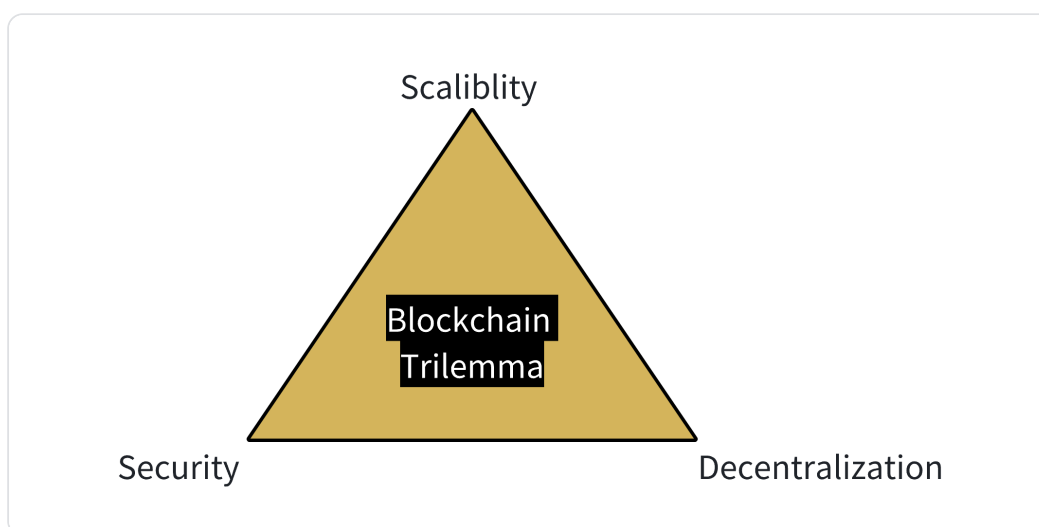 Scaliblity
Blockchain
Trilemma
Security
Decentralization